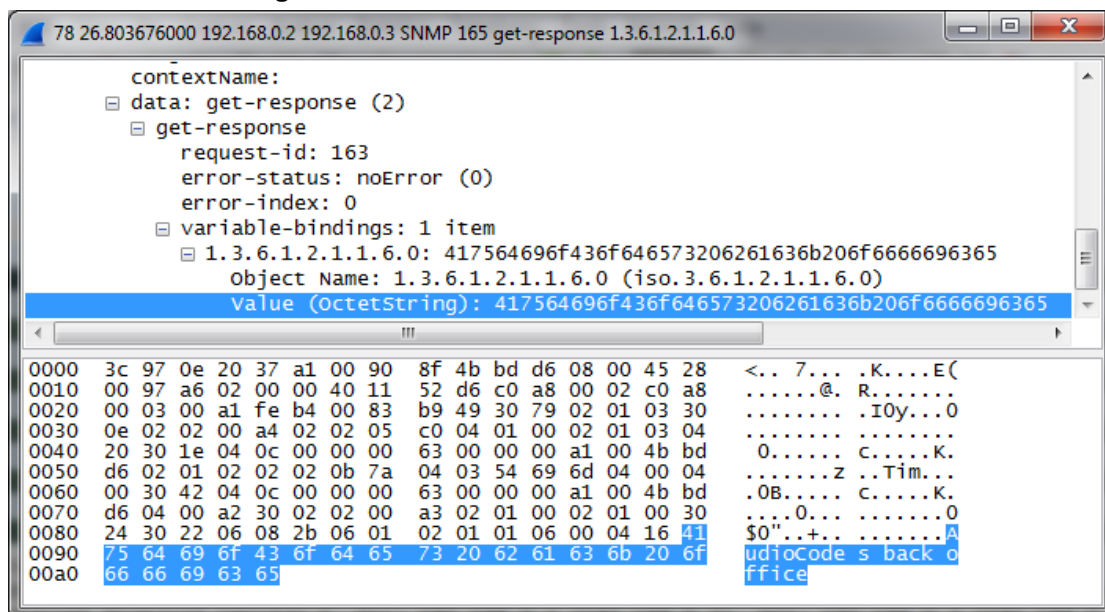 78 26.803676000 192.168.0.2 192.168.0.3 SNMP 165 get-response 1.3.6.1.2.1.1.6.0
contextName:
data: get-response (2)
get-response
request-id: 163
error-status: noError (0)
error-index: 0
variable-bindings: 1 item
1.3.6.1.2.1.1.6.0: 417564696f436f646573206261636b206f6666696365
Object Name: 1.3.6.1.2.1.1.6.0 (iso.3.6.1.2.1.1.6.0)
Value (OctetString): 417564696f436f646573206261636b206f6666696365
0000 3c 97 0e 20 37 a1 00 90 8f 4b bd d6 08 00 45 28 <.. 7... .K....E(
0010 00 97 a6 02 00 00 40 11 52 d6 c0 a8 00 02 c0 a8 ......@. R.......
0020 00 03 00 a1 fe b4 00 83 b9 49 30 79 02 01 03 30 ........ .I0y...0
0030 0e 02 02 00 a4 02 02 05 c0 04 01 00 02 01 03 04 ........ ........
0040 20 30 1e 04 0c 00 00 00 63 00 00 00 a1 00 4b bd 0...... c.....K.
0050 d6 02 01 02 02 02 0b 7a 04 03 54 69 6d 04 00 04 .......z ..Tim...
0060 00 30 42 04 0c 00 00 00 63 00 00 00 a1 00 4b bd .0B..... c.....K.
0070 d6 04 00 a2 30 02 02 00 a3 02 01 00 02 01 00 30 ....0... .......0
0080 24 30 22 06 08 2b 06 01 02 01 01 06 00 04 16 41 $0"..+.. .......A
0090 75 64 69 6f 43 6f 64 65 73 20 62 61 63 6b 20 6f udioCode s back o
00a0 66 66 69 63 65 ffice